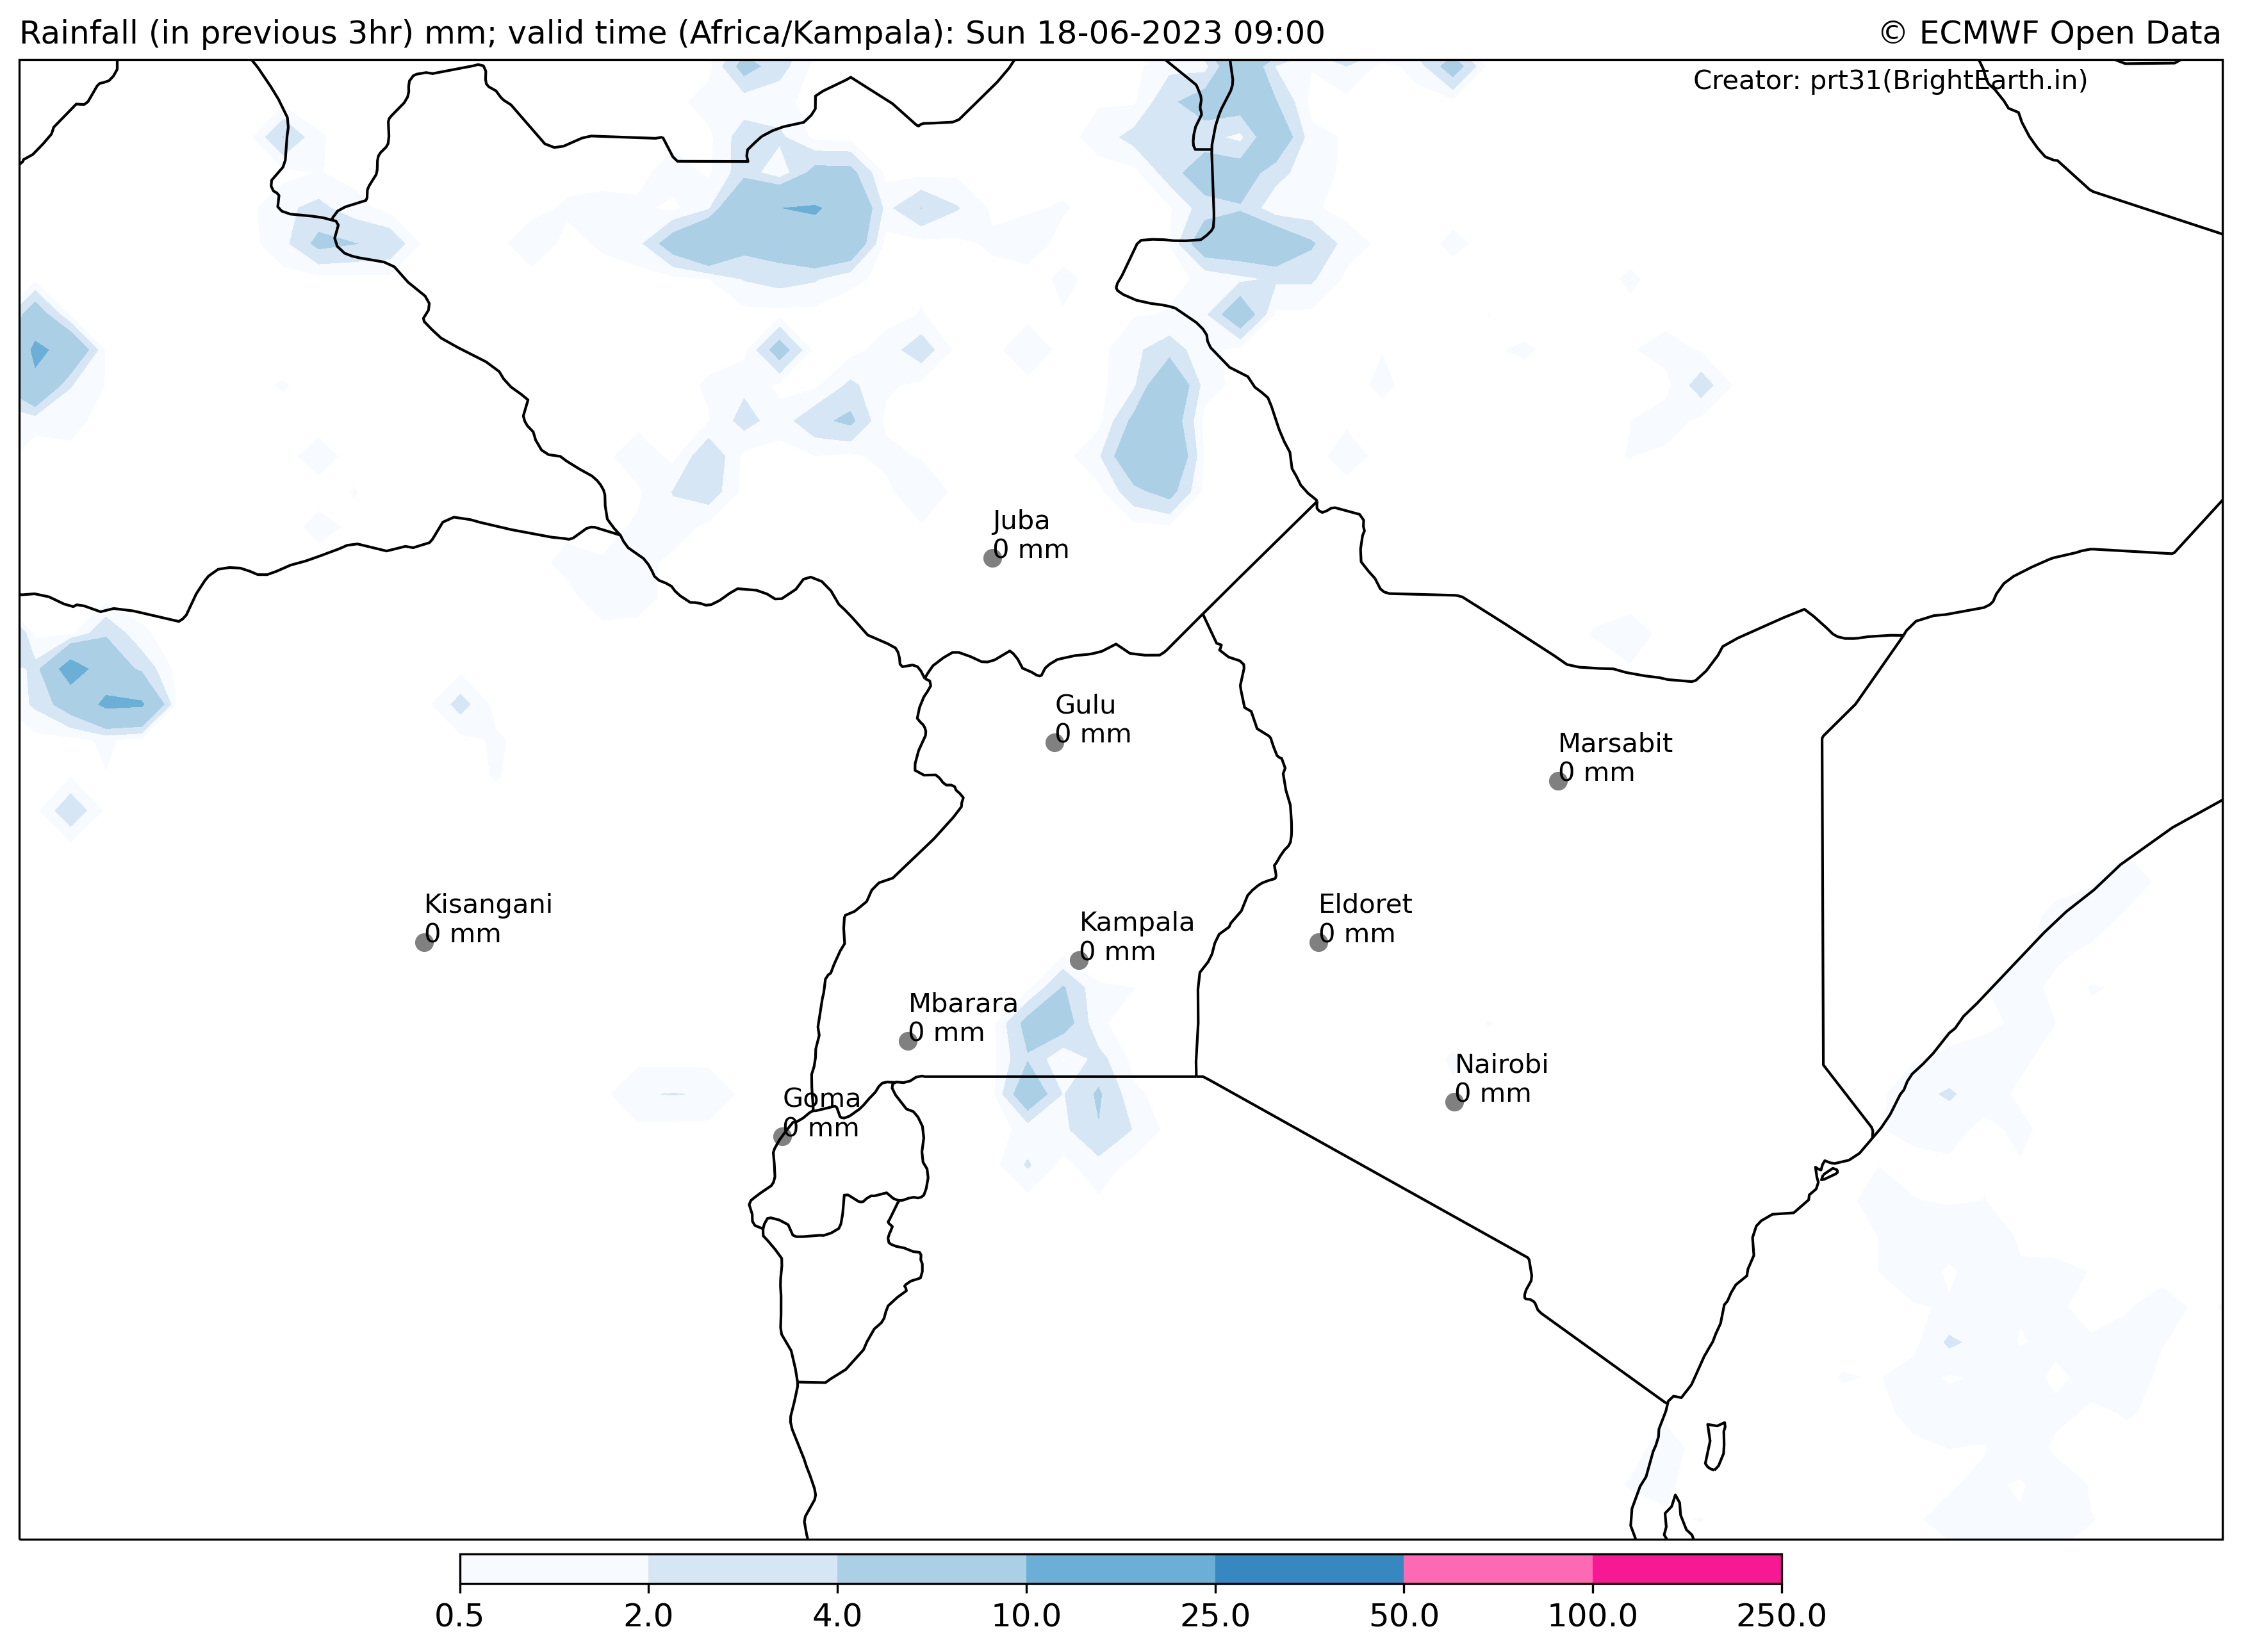 Rainfall (in previous 3hr) mm; valid time (Africa/Kampala): Sun 18-06-2023 09:00
© ECMWF Open Data
Creator: prt31(BrightEarth.in)
Juba
0 mm
Gulu
0 mm
Marsabit
0 mm
Kisangani
0 mm
Kampala
0 mm
Eldoret
0 mm
Mbarara
0 mm
Nairobi
0 mm
Goma
0 mm
0.5 2.0 4.0 10.0 25.0 50.0 100.0 250.0